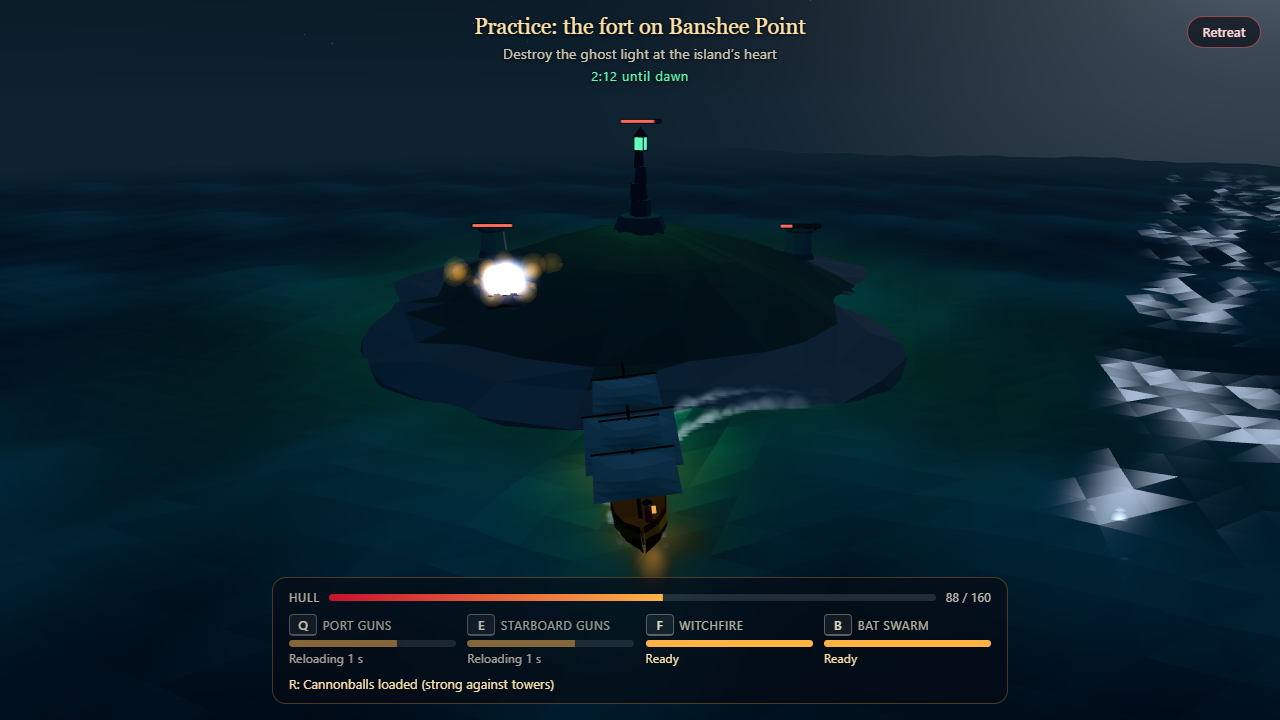 Practice: the fort on Banshee Point
Destroy the ghost light at the island's heart
2:12 until dawn
Retreat
HULL 88 / 160
Q PORT GUNS E STARBOARD GUNS F WITCHFIRE B BAT SWARM
Reloading 1 s Reloading 1 s Ready Ready
R: Cannonballs loaded (strong against towers)